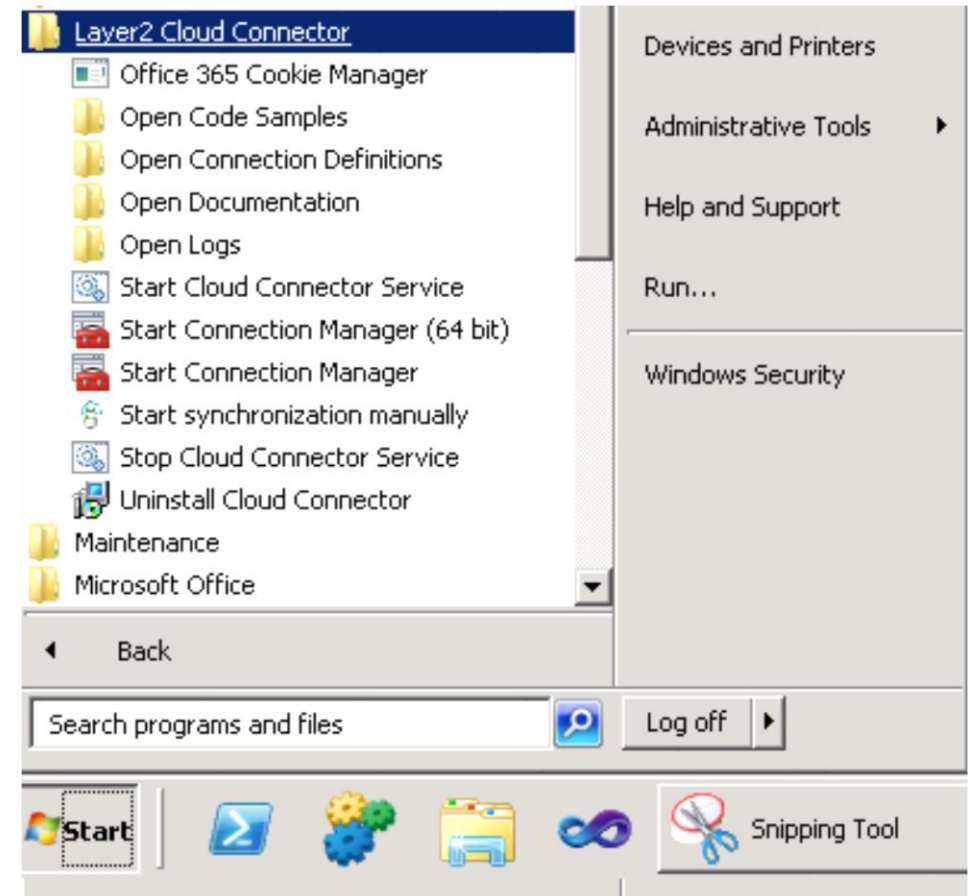 Layer2 Cloud Connector
Office 365 Cookie Manager
Open Code Samples
Open Connection Definitions
Open Documentation
Open Logs
Start Cloud Connector Service
Start Connection Manager (64 bit)
Start Connection Manager
Start synchronization manually
Stop Cloud Connector Service
Uninstall Cloud Connector
Maintenance
Microsoft Office
Back
Search programs and files
Devices and Printers
Administrative Tools
Help and Support
Run...
Windows Security
Log off
Start
Snipping Tool